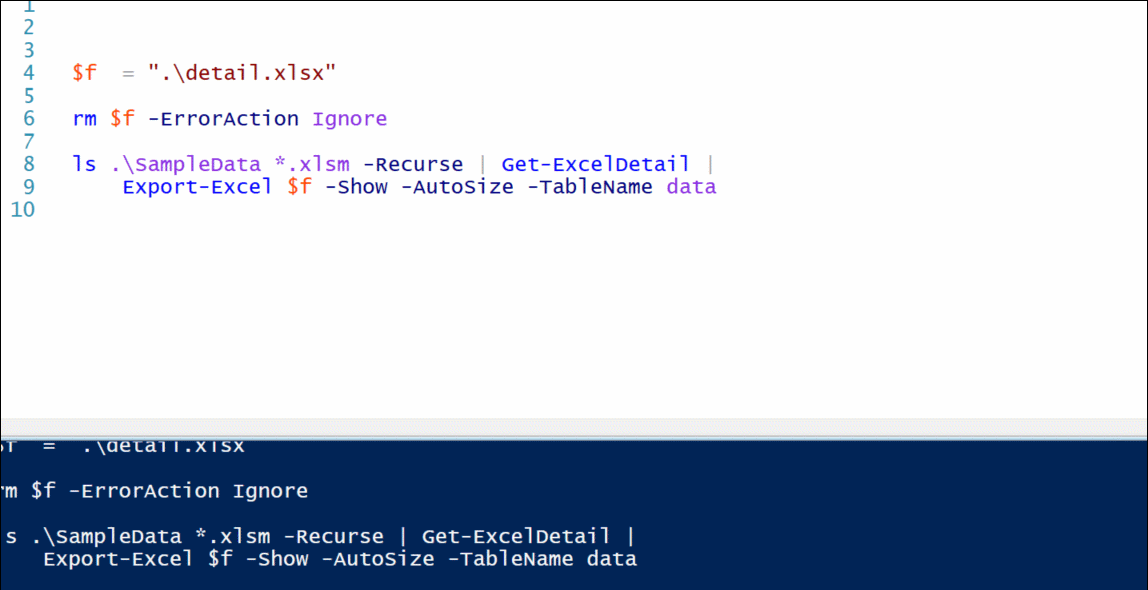 1
2
3
4 $f  = ".\detail.xlsx"
5
6 rm $f -ErrorAction Ignore
7
8 ls .\SampleData *.xlsm -Recurse | Get-ExcelDetail |
9     Export-Excel $f -Show -AutoSize -TableName data
10
$f  =  .\detail.xlsx
rm $f -ErrorAction Ignore
s .\SampleData *.xlsm -Recurse | Get-ExcelDetail |
    Export-Excel $f -Show -AutoSize -TableName data